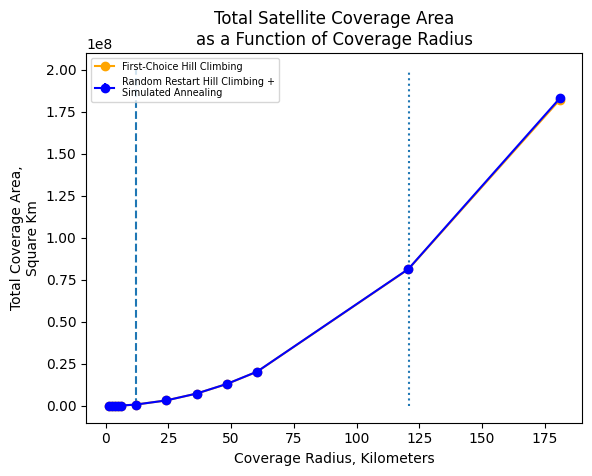 Total Satellite Coverage Area
as a Function of Coverage Radius
1e8
First-Choice Hill Climbing
Random Restart Hill Climbing +
Simulated Annealing
2.00
1.75
1.50
1.25
1.00
0.75
0.50
0.25
0.00
Total Coverage Area,
Square Km
0 25 50 75 100 125 150 175
Coverage Radius, Kilometers